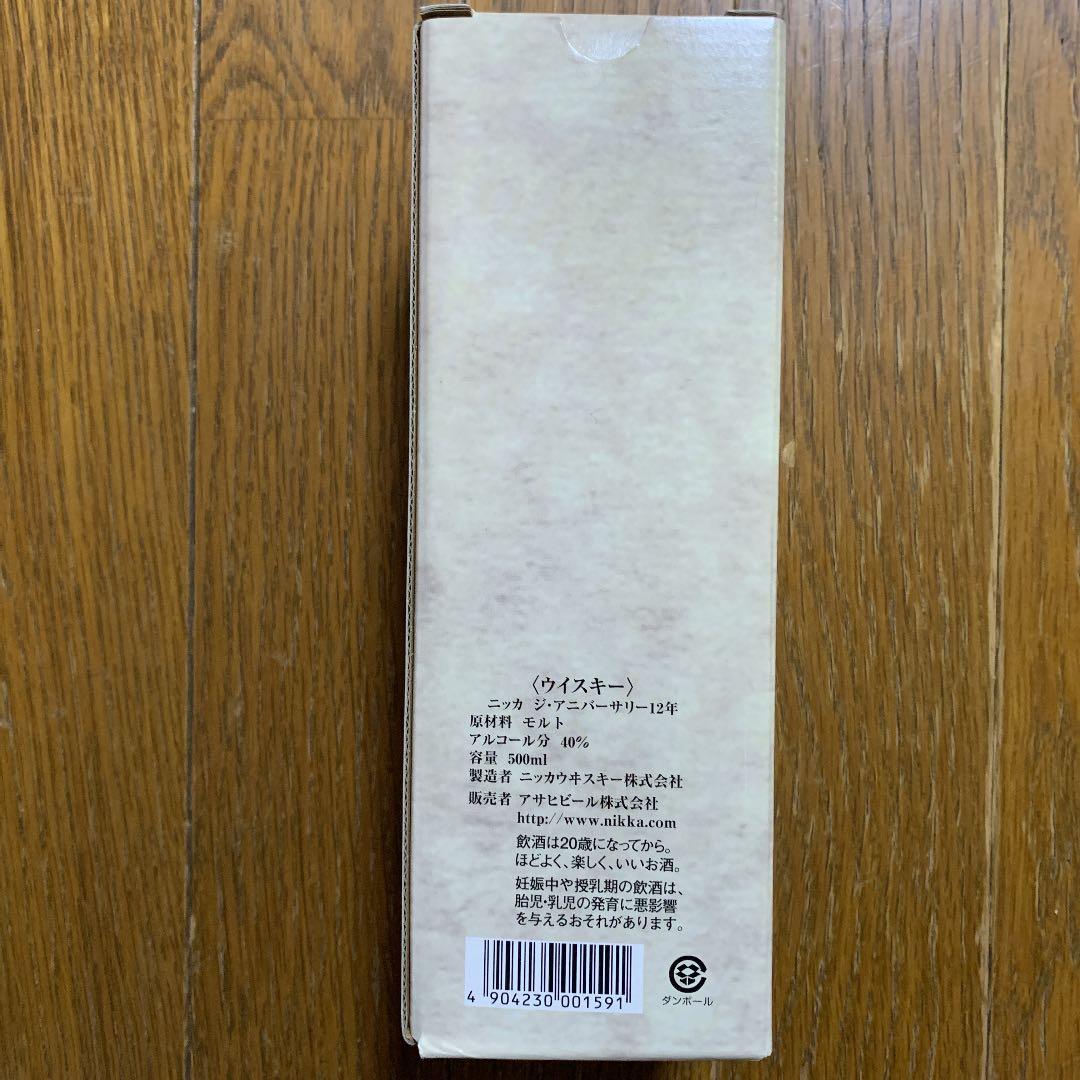 〈ウイスキー〉
ニッカ ジ・アニバーサリー12年
原材料 モルト
アルコール分 40%
容量 500ml
製造者 ニッカウヰスキー株式会社
販売者 アサヒビール株式会社
http://www.nikka.com
飲酒は20歳になってから。
ほどよく、楽しく、いいお酒。
妊娠中や授乳期の飲酒は、
胎児・乳児の発育に悪影響
を与えるおそれがあります。
4 904230 001591
ダンボール